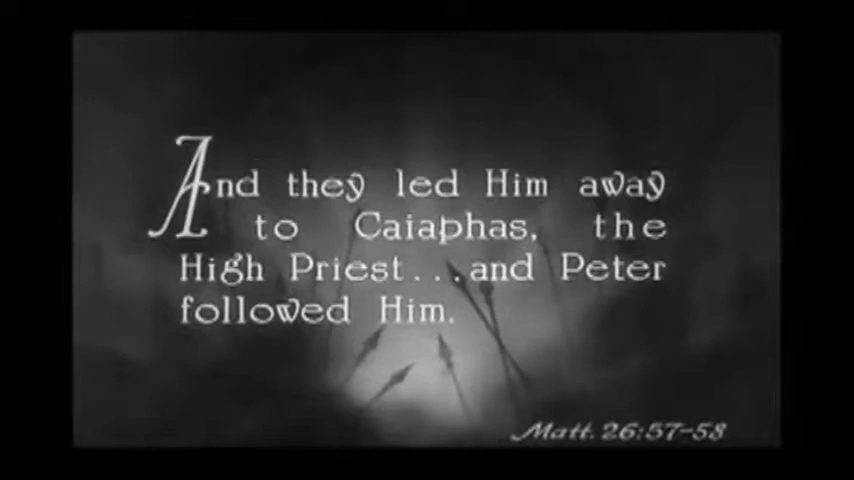 And they led Him away
to Caiaphas, the
High Priest...and Peter
followed Him.
Matt. 26:57-58